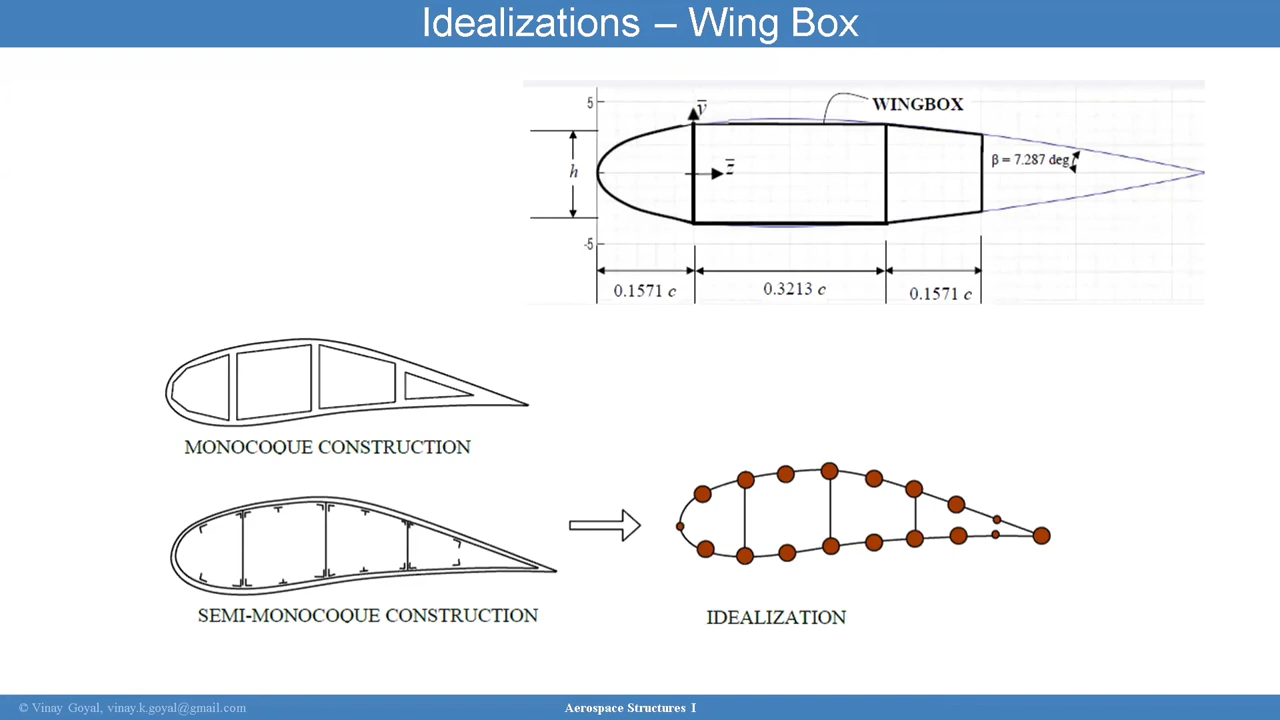 Idealizations – Wing Box
5
y̅
WINGBOX
h
z̅
β = 7.287 deg
-5
0.1571 c
0.3213 c
0.1571 c
MONOCOQUE CONSTRUCTION
SEMI-MONOCOQUE CONSTRUCTION
IDEALIZATION
© Vinay Goyal, vinay.k.goyal@gmail.com
Aerospace Structures I